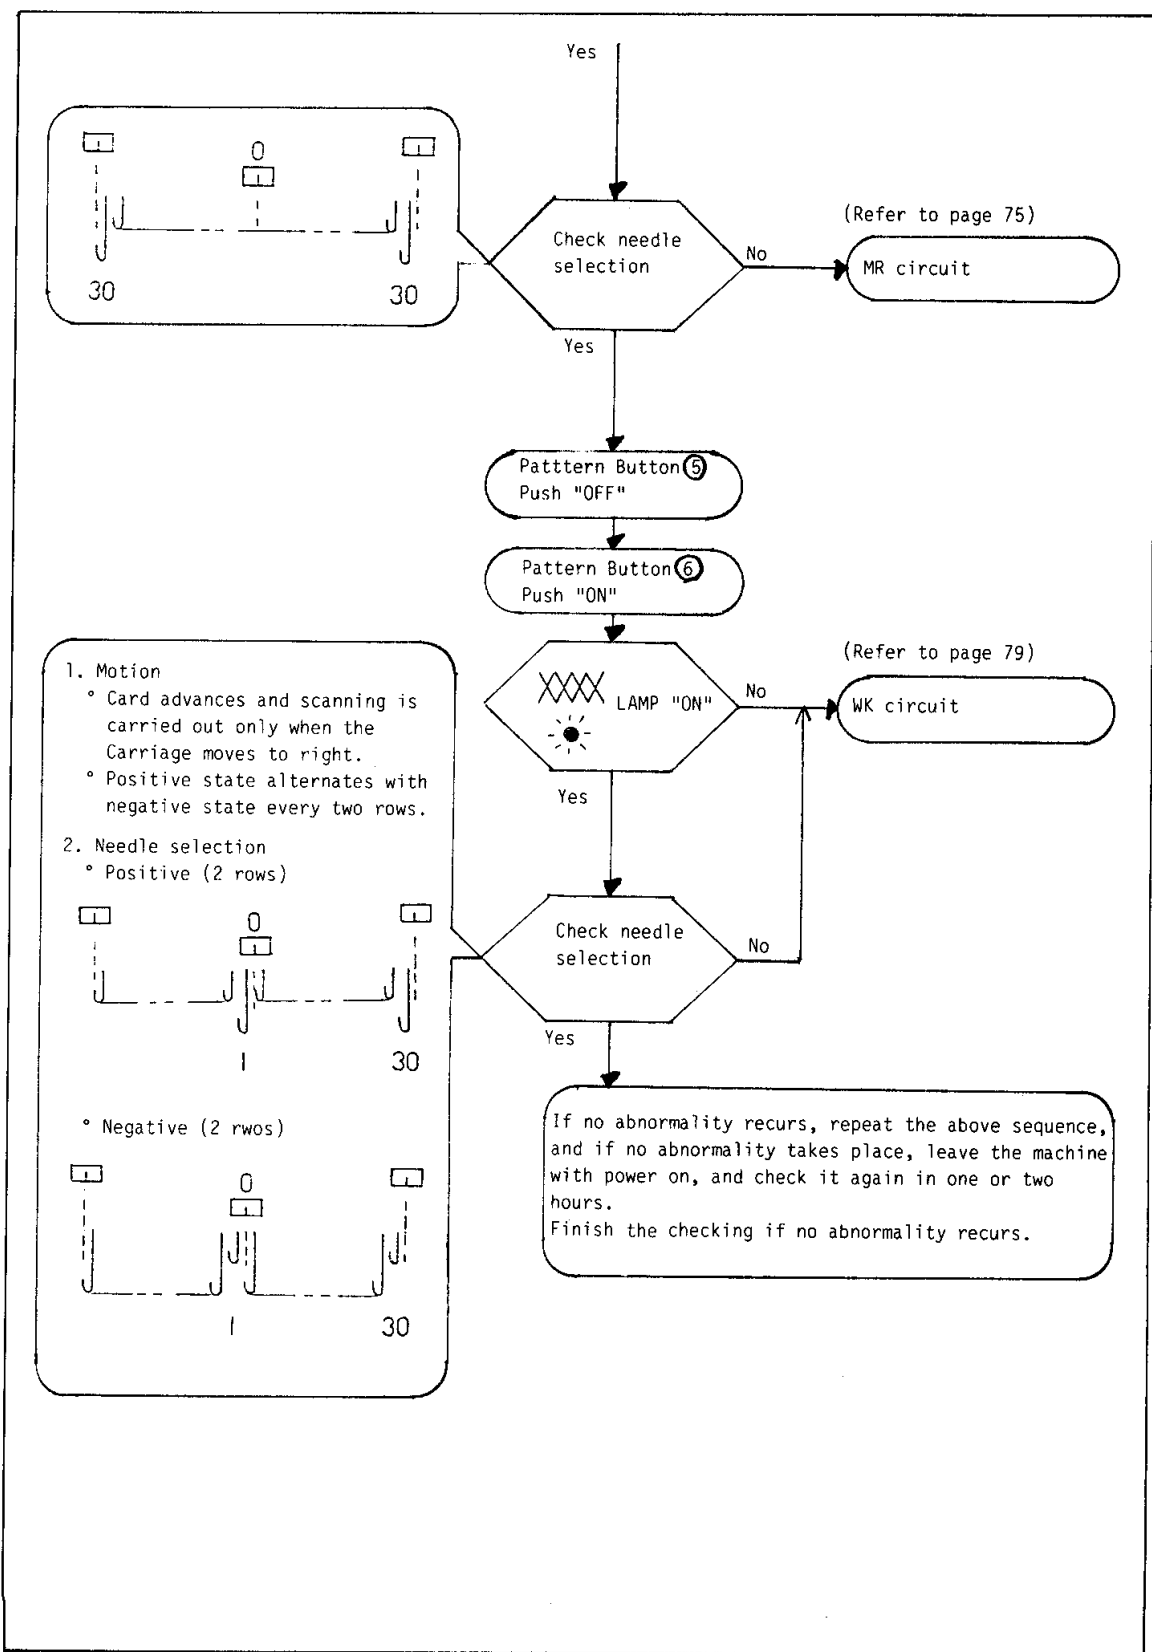 Yes
0
30
30
Check needle
selection
No
(Refer to page 75)
MR circuit
Yes
Patttern Button ⑤
Push "OFF"
Pattern Button ⑥
Push "ON"
LAMP "ON"
No
(Refer to page 79)
WK circuit
Yes
1. Motion
° Card advances and scanning is
carried out only when the
Carriage moves to right.
° Positive state alternates with
negative state every two rows.
2. Needle selection
° Positive (2 rows)
0
1
30
° Negative (2 rwos)
0
1
30
Check needle
selection
No
Yes
If no abnormality recurs, repeat the above sequence,
and if no abnormality takes place, leave the machine
with power on, and check it again in one or two
hours.
Finish the checking if no abnormality recurs.